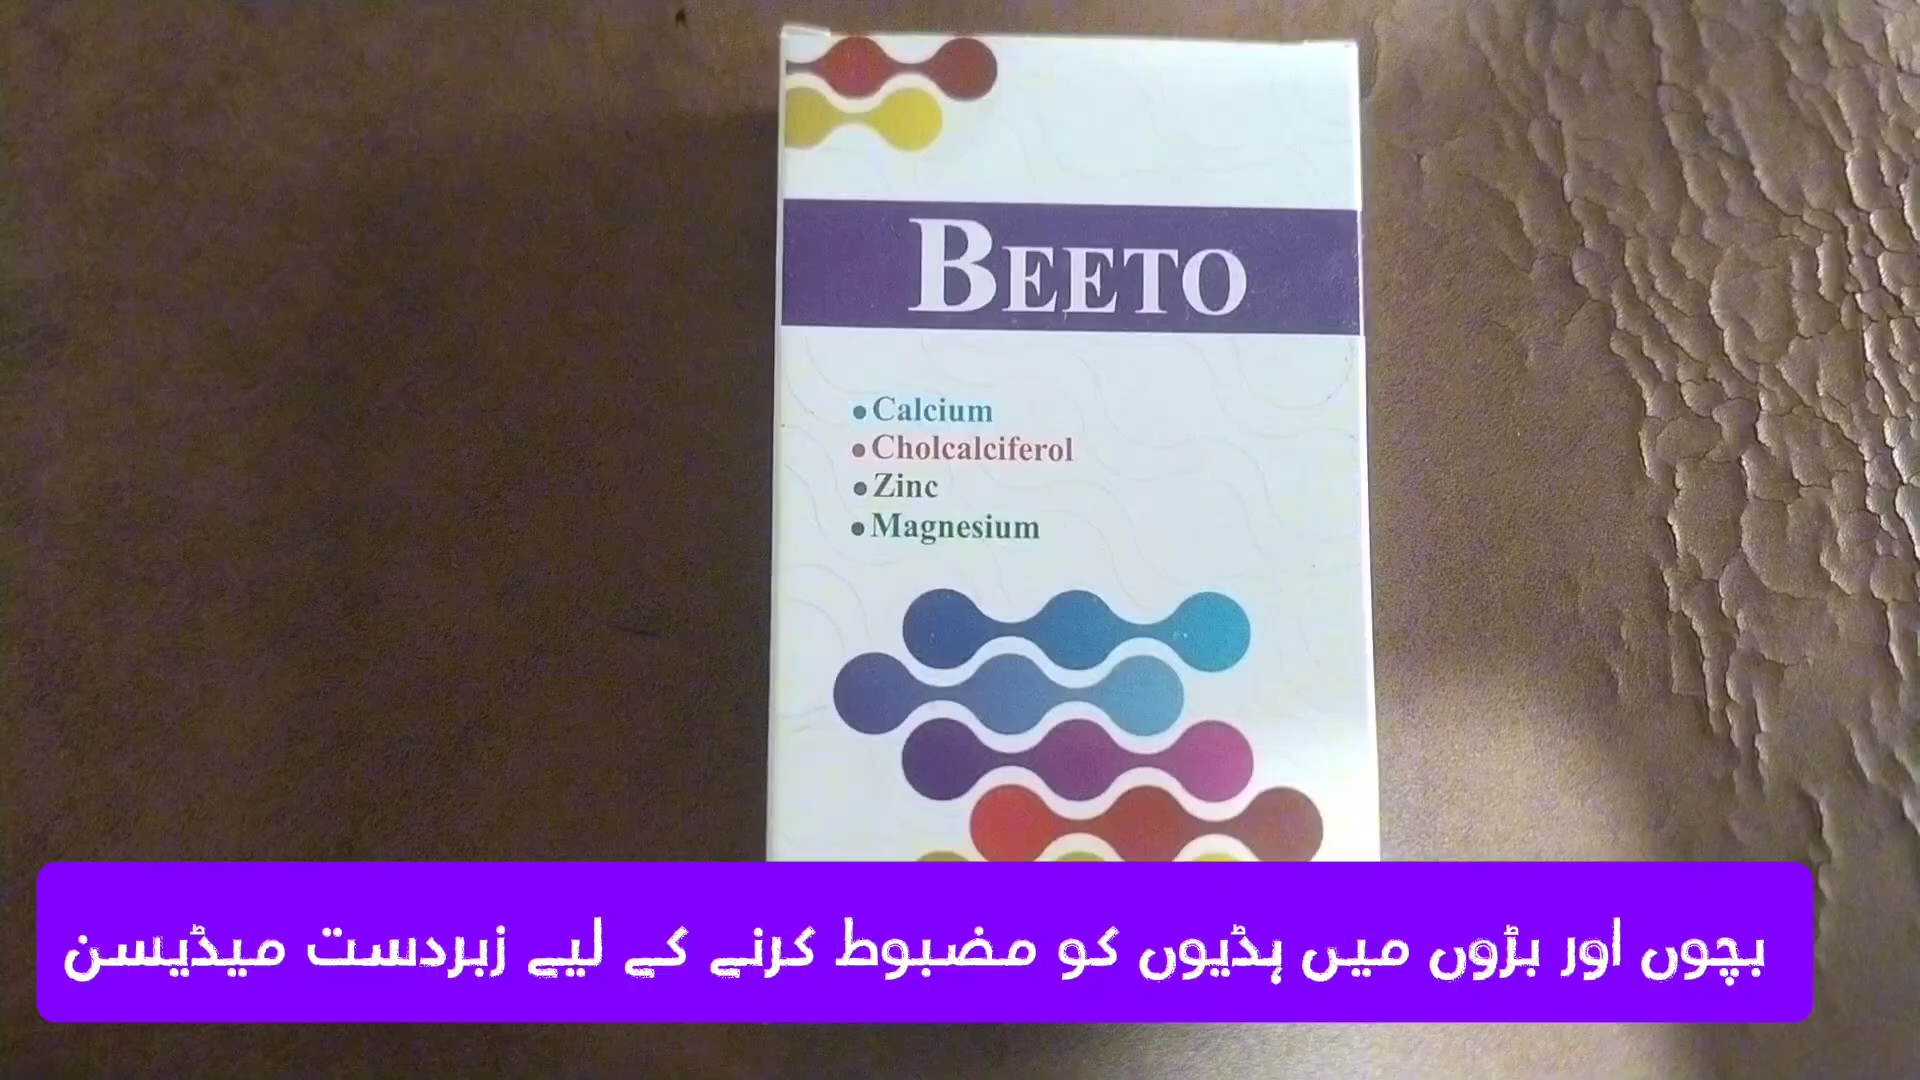 BEETO
•Calcium
•Cholcalciferol
•Zinc
•Magnesium
بچوں اور بڑوں میں ہڈیوں کو مضبوط کرنے کے لیے زبردست میڈیسن